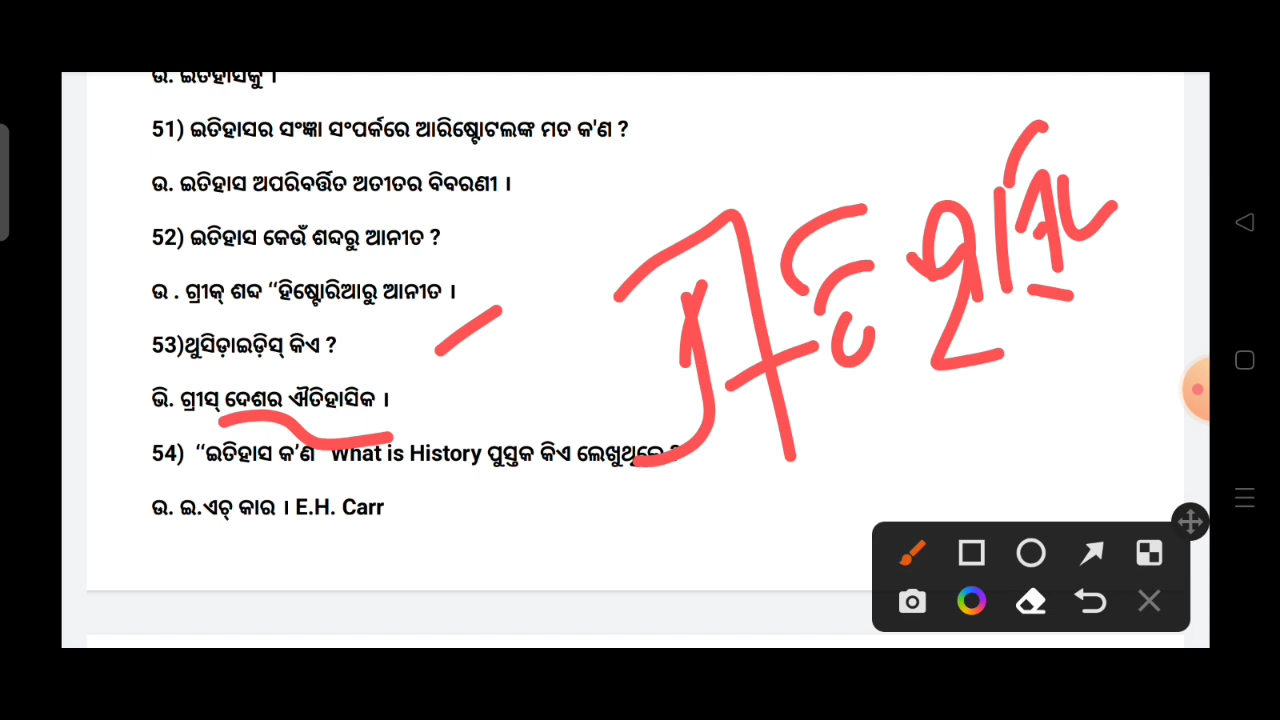 ଉ. ଇତିହାସକୁ ।
51) ଇତିହାସର ସଂଜ୍ଞା ସଂପର୍କରେ ଆରିଷ୍ଟୋଟଲଙ୍କ ମତ କ'ଣ ?
ଉ. ଇତିହାସ ଅପରିବର୍ତ୍ତିତ ଅତୀତର ବିବରଣୀ ।
52) ଇତିହାସ କେଉଁ ଶବ୍ଦରୁ ଆନୀତ ?
ଉ . ଗ୍ରୀକ୍ ଶବ୍ଦ “ହିଷ୍ଟୋରିଆରୁ ଆନୀତ ।
53)ଥୁସିଡ଼ାଇଡ଼ିସ୍ କିଏ ?
ଭି. ଗ୍ରୀସ୍ ଦେଶର ଐତିହାସିକ ।
54) “ଇତିହାସ କ'ଣ What is History ପୁସ୍ତକ କିଏ ଲେଖୁଥିଲେ ?
ଉ. ଇ.ଏଚ୍ କାର । E.H. Carr